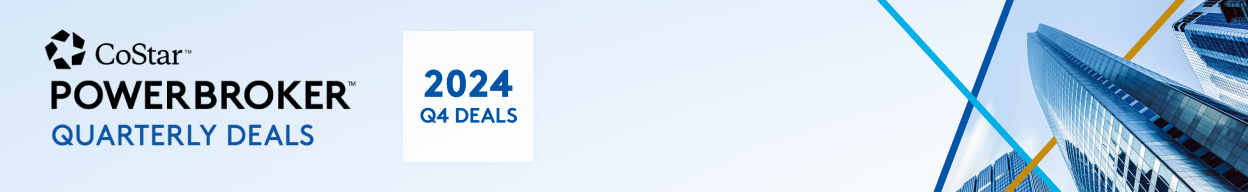 CoStar™
POWERBROKER™
QUARTERLY DEALS
2024
Q4 DEALS